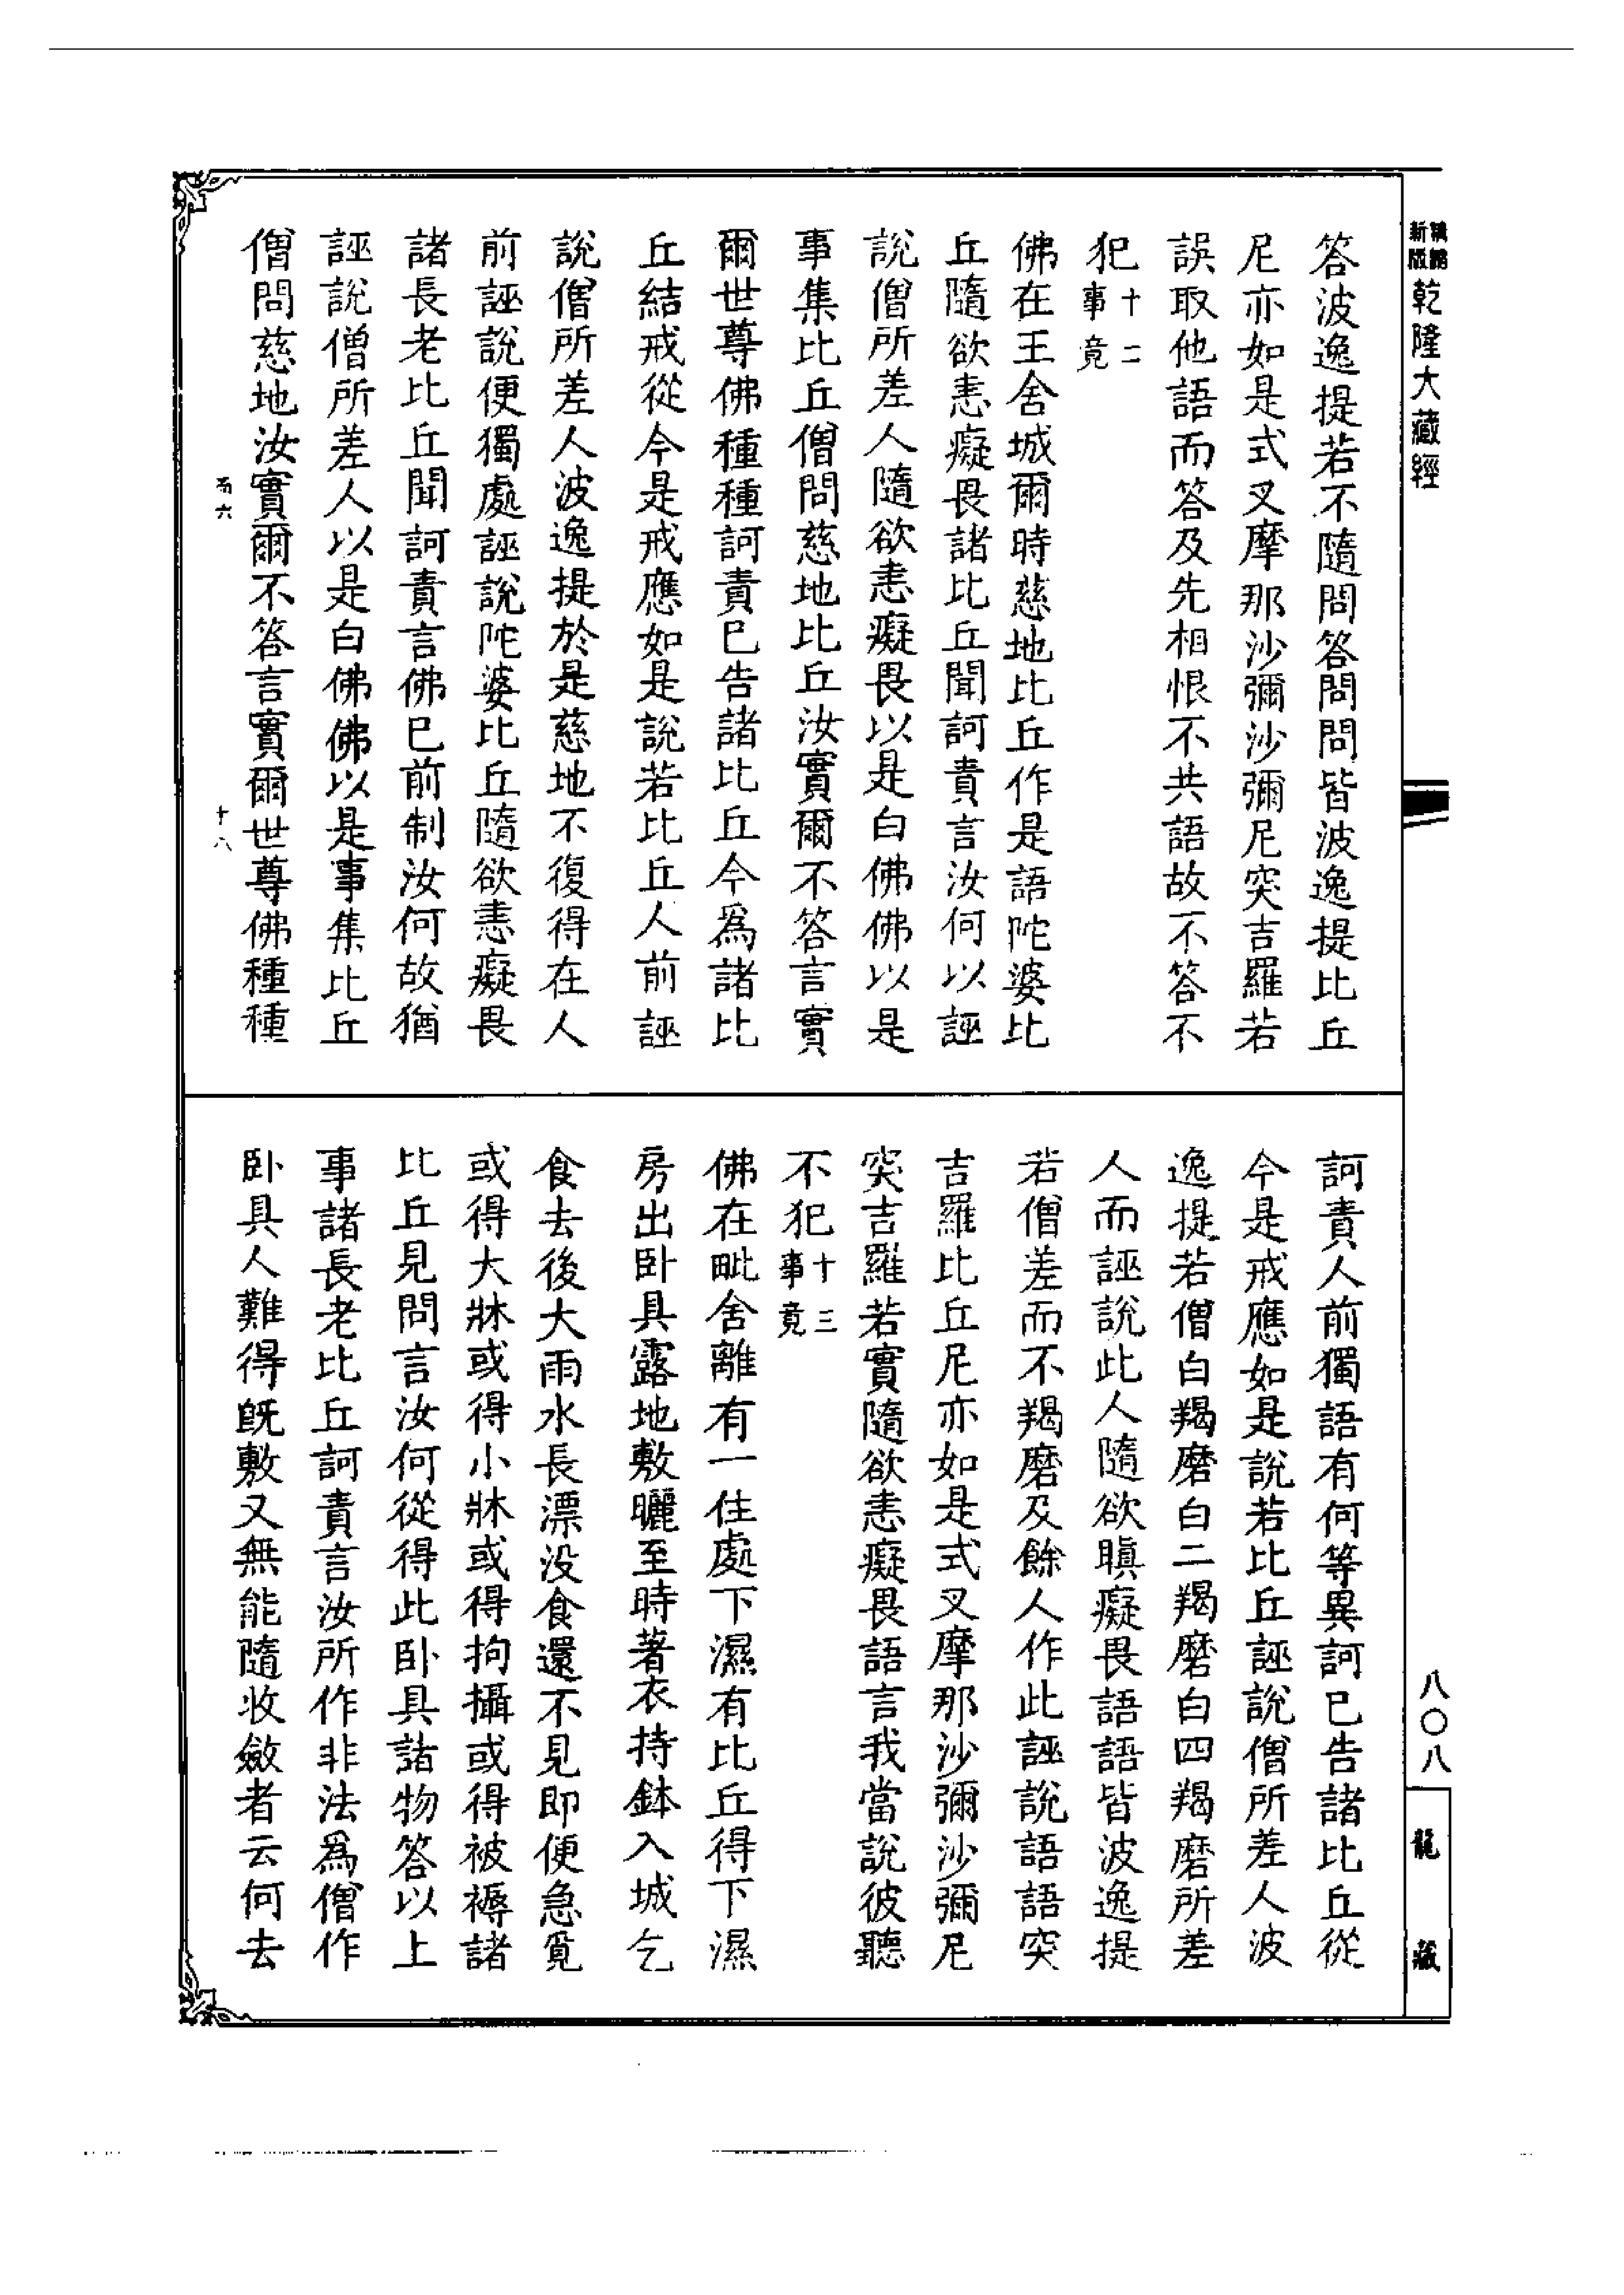 新版
乾隆大藏經
答波逸提若不隨問答問問皆波逸提比丘
尼亦如是式叉摩那沙彌沙彌尼突吉羅若
誤取他語而答及先相恨不共語故不答不
犯十二事竟
佛在王舍城爾時慈地比丘作是語陀婆比
丘隨欲恚癡畏諸比丘聞訶責言汝何以誣
說僧所差人隨欲恚癡畏以是白佛佛以是
事集比丘僧問慈地比丘汝實爾不答言實
爾世尊佛種種訶責已告諸比丘今爲諸比
丘結戒從今是戒應如是說若比丘人前誣
說僧所差人波逸提於是慈地不復得在人
前誣說便獨處誣說陀婆比丘隨欲恚癡畏
諸長老比丘聞訶責言佛已前制汝何故猶
誣說僧所差人以是白佛佛以是事集比丘
僧問慈地汝實爾不答言實爾世尊佛種種
十八
訶責人前獨語有何等異訶已告諸比丘從
今是戒應如是說若比丘誣說僧所差人波
逸提若僧白羯磨白二羯磨白四羯磨所差
人而誣說此人隨欲瞋癡畏語語皆波逸提
若僧差而不羯磨及餘人作此誣說語語突
吉羅比丘尼亦如是式叉摩那沙彌沙彌尼
突吉羅若實隨欲恚癡畏語言我當說彼聽
不犯十三事竟
佛在毗舍離有一住處下濕有比丘得下濕
房出卧具露地敷曬至時著衣持鉢入城乞
食去後大雨水長漂没食還不見即便急覓
或得大牀或得小牀或得拘攝或得被褥諸
比丘見問言汝何從得此卧具諸物答以上
事諸長老比丘訶責言汝所作非法爲僧作
卧具人難得旣敷又無能隨收斂者云何去
八〇八
龍藏